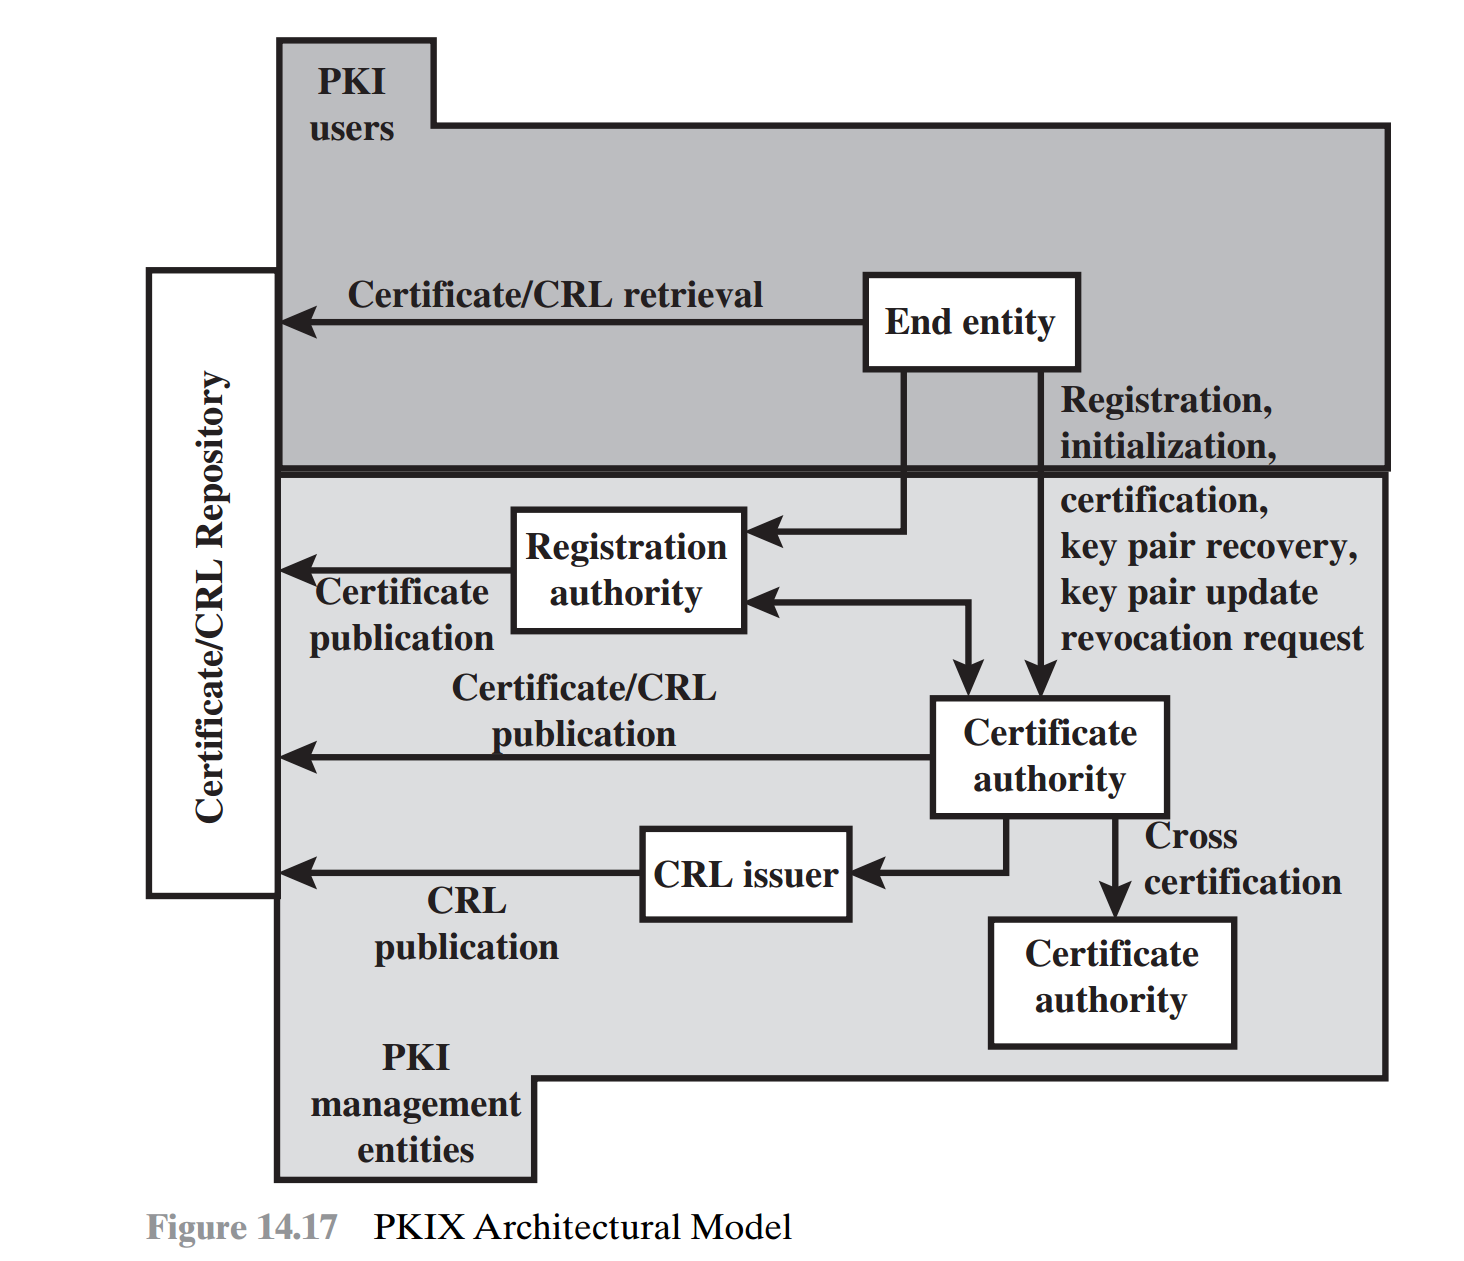 PKI
users
Certificate/CRL retrieval
End entity
Certificate/CRL Repository
Registration,
initialization,
certification,
key pair recovery,
key pair update
revocation request
Registration
authority
Certificate
publication
Certificate/CRL
publication
Certificate
authority
Cross
certification
CRL issuer
CRL
publication
Certificate
authority
PKI
management
entities
Figure 14.17 PKIX Architectural Model